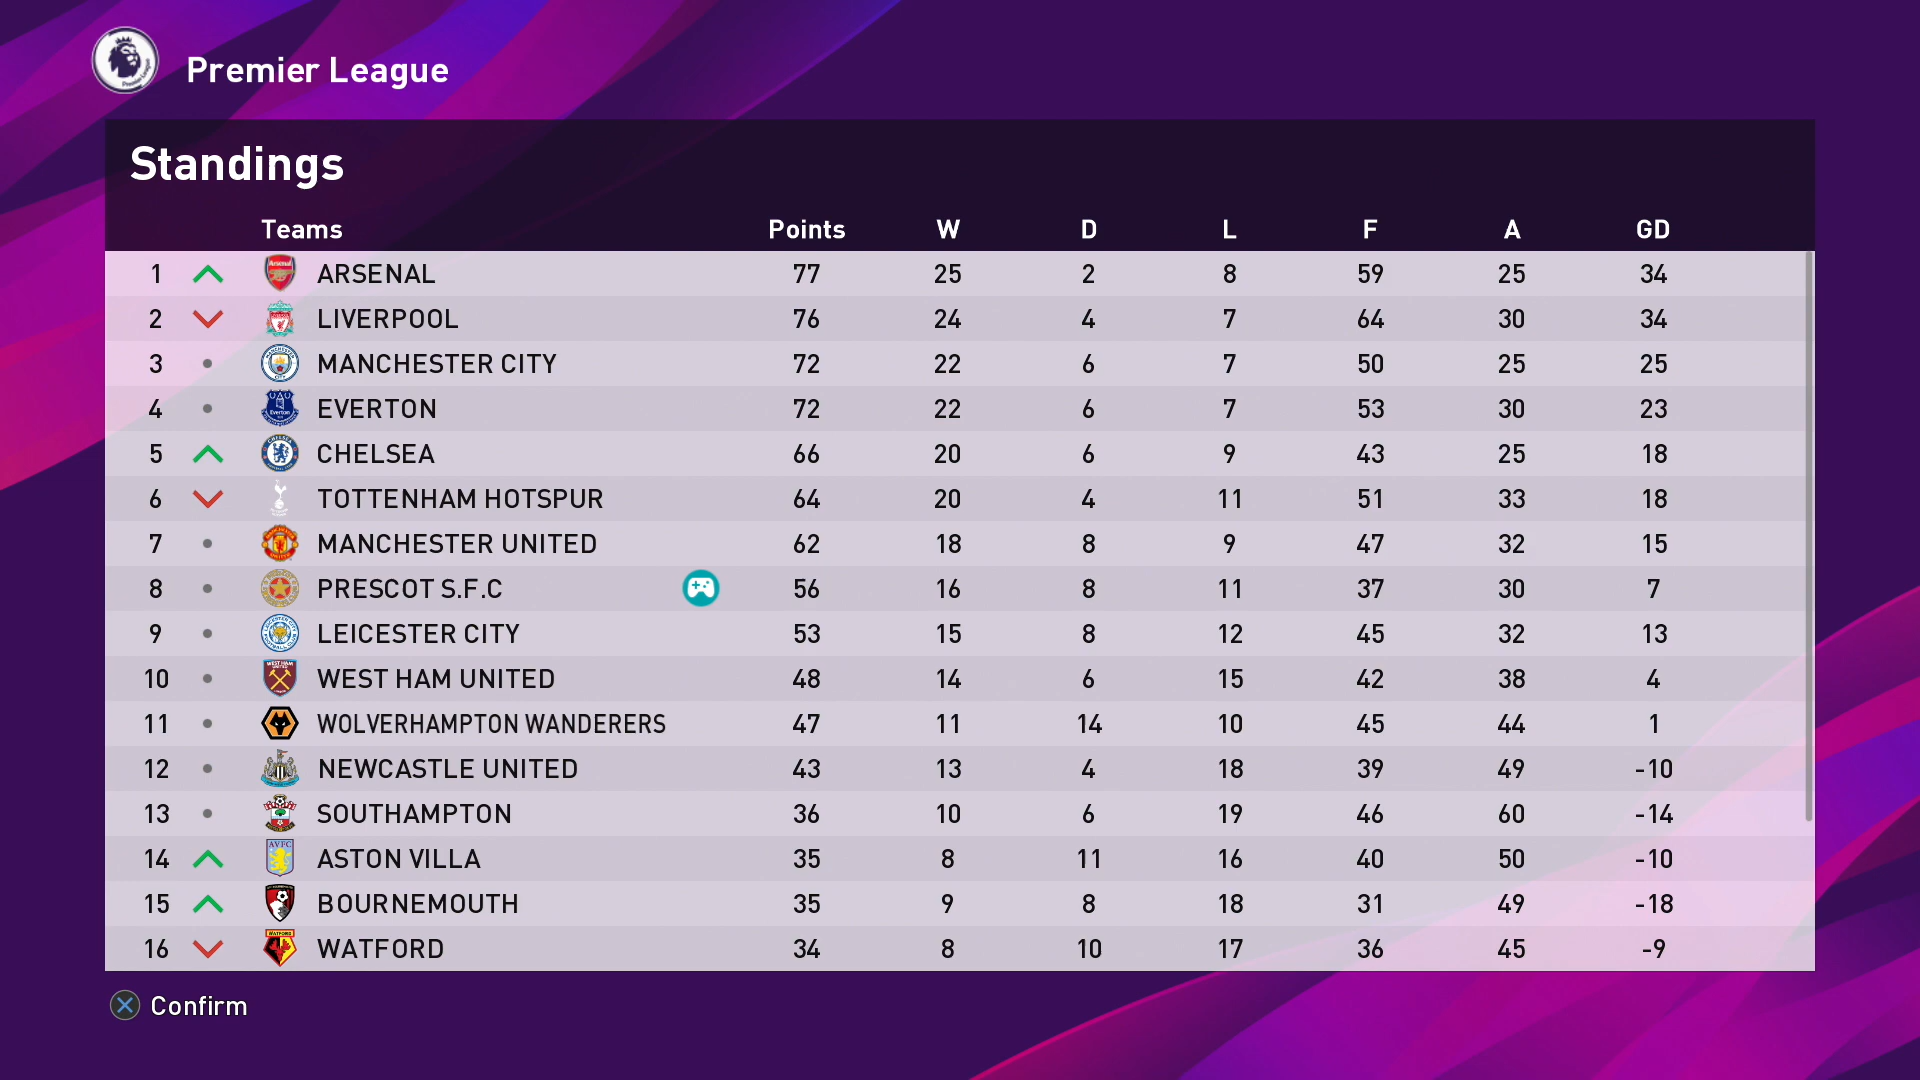 Premier League
Standings
Teams Points W D L F A GD
1 ARSENAL 77 25 2 8 59 25 34
2 LIVERPOOL 76 24 4 7 64 30 34
3 MANCHESTER CITY 72 22 6 7 50 25 25
4 EVERTON 72 22 6 7 53 30 23
5 CHELSEA 66 20 6 9 43 25 18
6 TOTTENHAM HOTSPUR 64 20 4 11 51 33 18
7 MANCHESTER UNITED 62 18 8 9 47 32 15
8 PRESCOT S.F.C 56 16 8 11 37 30 7
9 LEICESTER CITY 53 15 8 12 45 32 13
10 WEST HAM UNITED 48 14 6 15 42 38 4
11 WOLVERHAMPTON WANDERERS 47 11 14 10 45 44 1
12 NEWCASTLE UNITED 43 13 4 18 39 49 -10
13 SOUTHAMPTON 36 10 6 19 46 60 -14
14 ASTON VILLA 35 8 11 16 40 50 -10
15 BOURNEMOUTH 35 9 8 18 31 49 -18
16 WATFORD 34 8 10 17 36 45 -9
Confirm